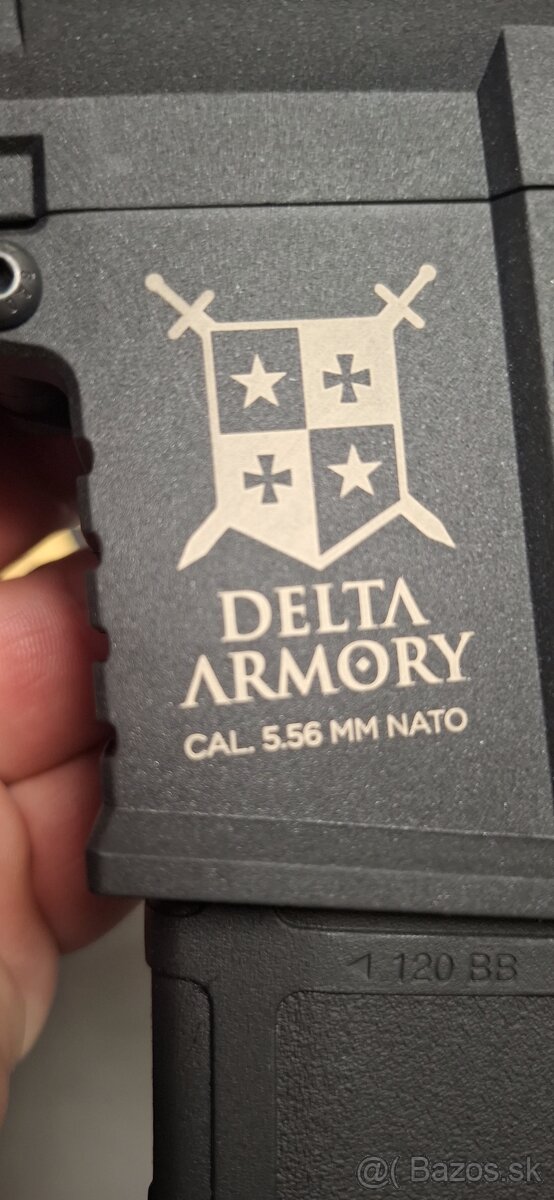 DELTA
ARMORY
CAL. 5.56 MM NATO
120 BB
@( Bazos.sk